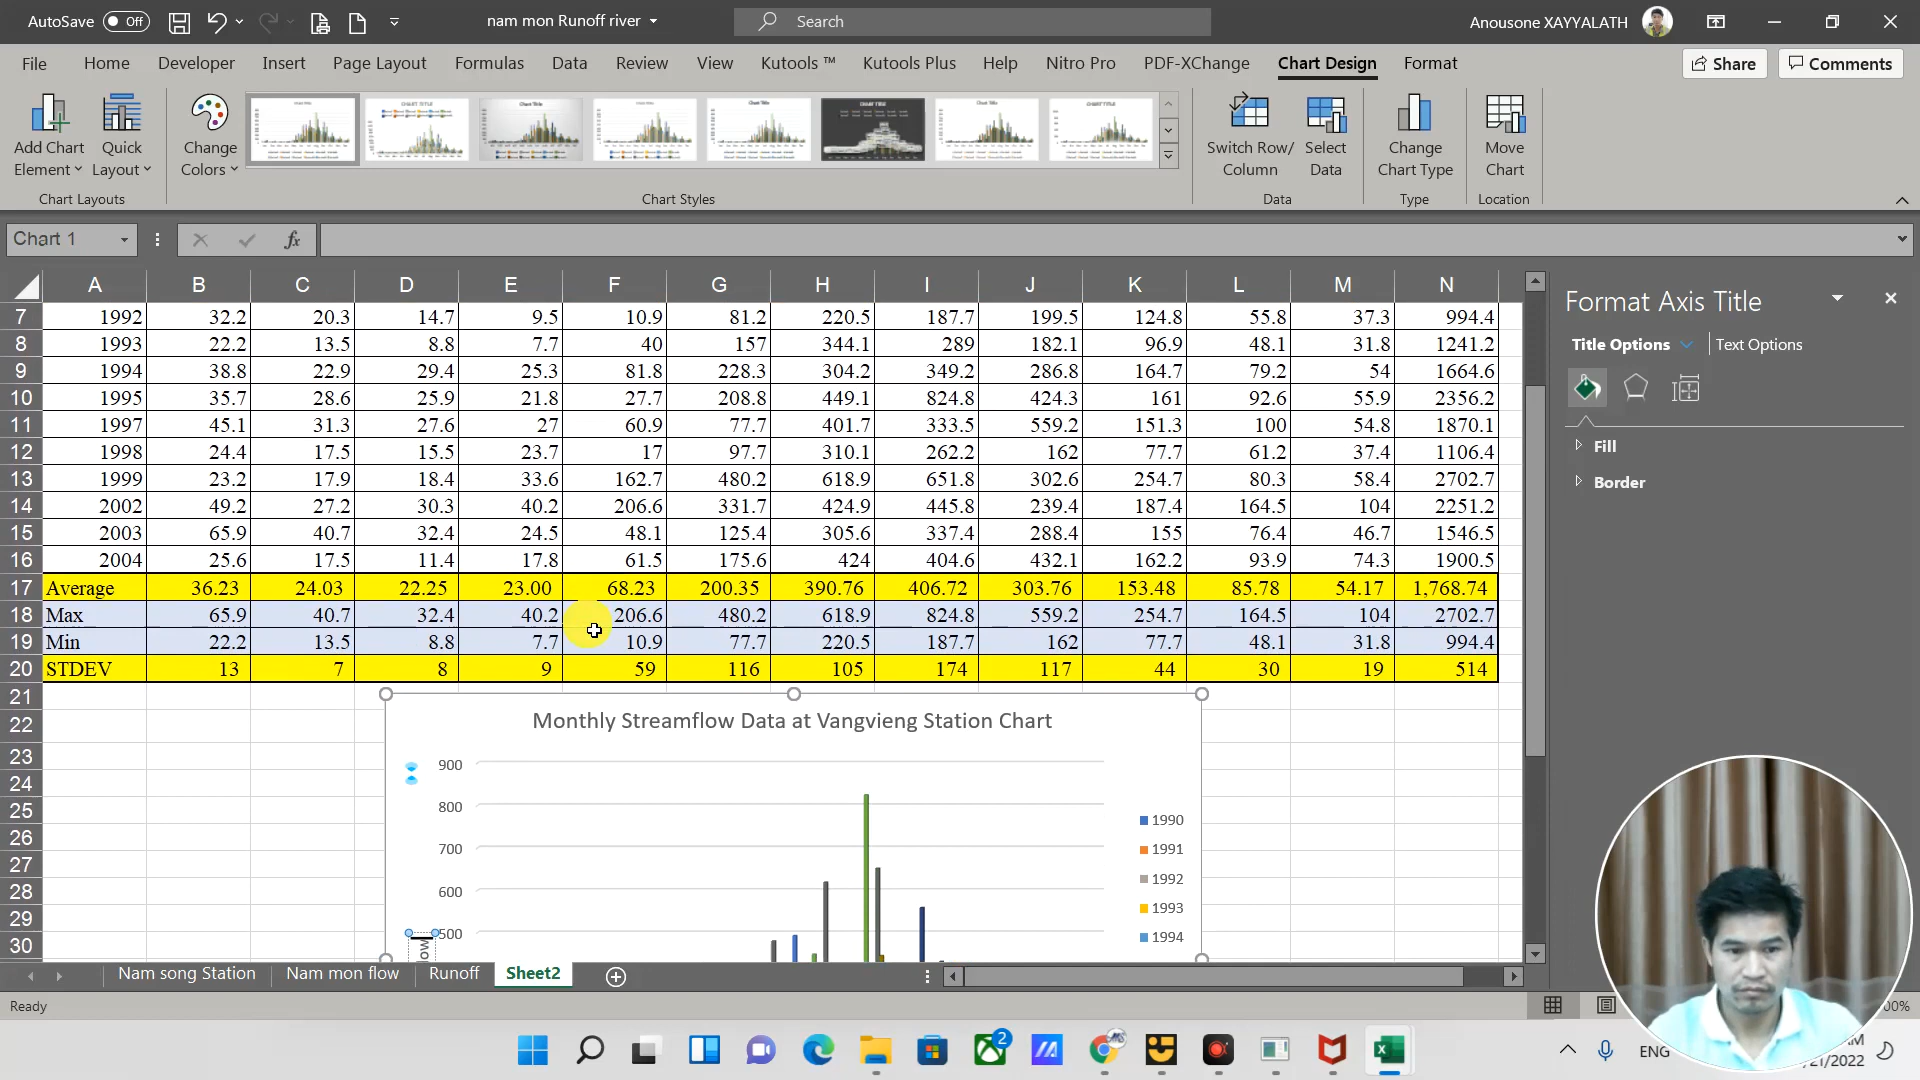 AutoSave Off nam mon Runoff river Search Anousone XAYYALATH
File Home Developer Insert Page Layout Formulas Data Review View Kutools ™ Kutools Plus Help Nitro Pro PDF-XChange Chart Design Format Share Comments
Add Chart Element Quick Layout Change Colors Switch Row/ Column Select Data Change Chart Type Move Chart
Chart Layouts Chart Styles Data Type Location
Chart 1 fx
A B C D E F G H I J K L M N
7 1992 32.2 20.3 14.7 9.5 10.9 81.2 220.5 187.7 199.5 124.8 55.8 37.3 994.4
8 1993 22.2 13.5 8.8 7.7 40 157 344.1 289 182.1 96.9 48.1 31.8 1241.2
9 1994 38.8 22.9 29.4 25.3 81.8 228.3 304.2 349.2 286.8 164.7 79.2 54 1664.6
10 1995 35.7 28.6 25.9 21.8 27.7 208.8 449.1 824.8 424.3 161 92.6 55.9 2356.2
11 1997 45.1 31.3 27.6 27 60.9 77.7 401.7 333.5 559.2 151.3 100 54.8 1870.1
12 1998 24.4 17.5 15.5 23.7 17 97.7 310.1 262.2 162 77.7 61.2 37.4 1106.4
13 1999 23.2 17.9 18.4 33.6 162.7 480.2 618.9 651.8 302.6 254.7 80.3 58.4 2702.7
14 2002 49.2 27.2 30.3 40.2 206.6 331.7 424.9 445.8 239.4 187.4 164.5 104 2251.2
15 2003 65.9 40.7 32.4 24.5 48.1 125.4 305.6 337.4 288.4 155 76.4 46.7 1546.5
16 2004 25.6 17.5 11.4 17.8 61.5 175.6 424 404.6 432.1 162.2 93.9 74.3 1900.5
17 Average 36.23 24.03 22.25 23.00 68.23 200.35 390.76 406.72 303.76 153.48 85.78 54.17 1,768.74
18 Max 65.9 40.7 32.4 40.2 206.6 480.2 618.9 824.8 559.2 254.7 164.5 104 2702.7
19 Min 22.2 13.5 8.8 7.7 10.9 77.7 220.5 187.7 162 77.7 48.1 31.8 994.4
20 STDEV 13 7 8 9 59 116 105 174 117 44 30 19 514
21
22
23
24
25
26
27
28
29
30
Monthly Streamflow Data at Vangvieng Station Chart
900
800
700
600
500
1990
1991
1992
1993
1994
Format Axis Title
Title Options Text Options
Fill
Border
Nam song Station Nam mon flow Runoff Sheet2
Ready
2
ENG